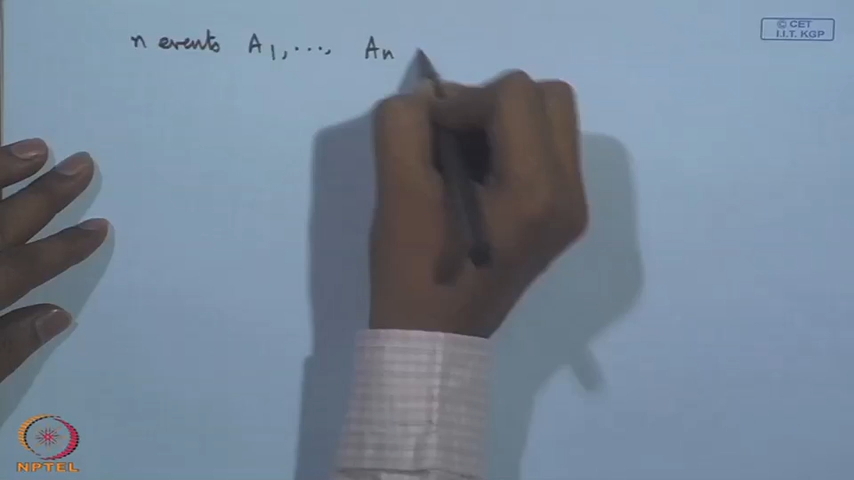 n events A1, ..., An
© CET
I.I.T. KGP
NPTEL